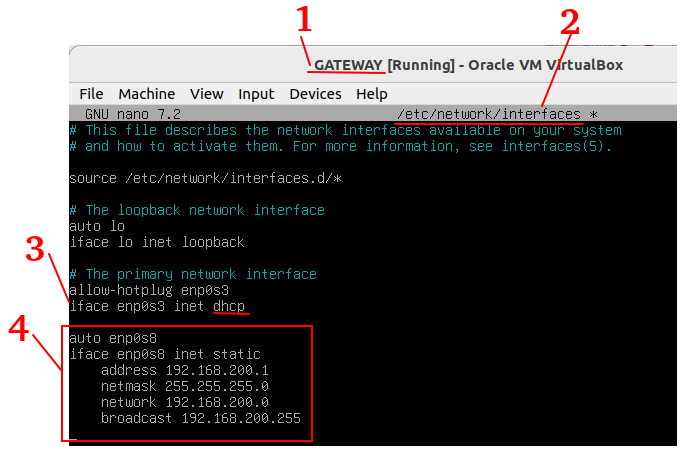 1
2
GATEWAY [Running] - Oracle VM VirtualBox
File Machine View Input Devices Help
GNU nano 7.2 /etc/network/interfaces *
# This file describes the network interfaces available on your system
# and how to activate them. For more information, see interfaces(5).
source /etc/network/interfaces.d/*
# The loopback network interface
auto lo
iface lo inet loopback
3
# The primary network interface
allow-hotplug enp0s3
iface enp0s3 inet dhcp
4
auto enp0s8
iface enp0s8 inet static
address 192.168.200.1
netmask 255.255.255.0
network 192.168.200.0
broadcast 192.168.200.255